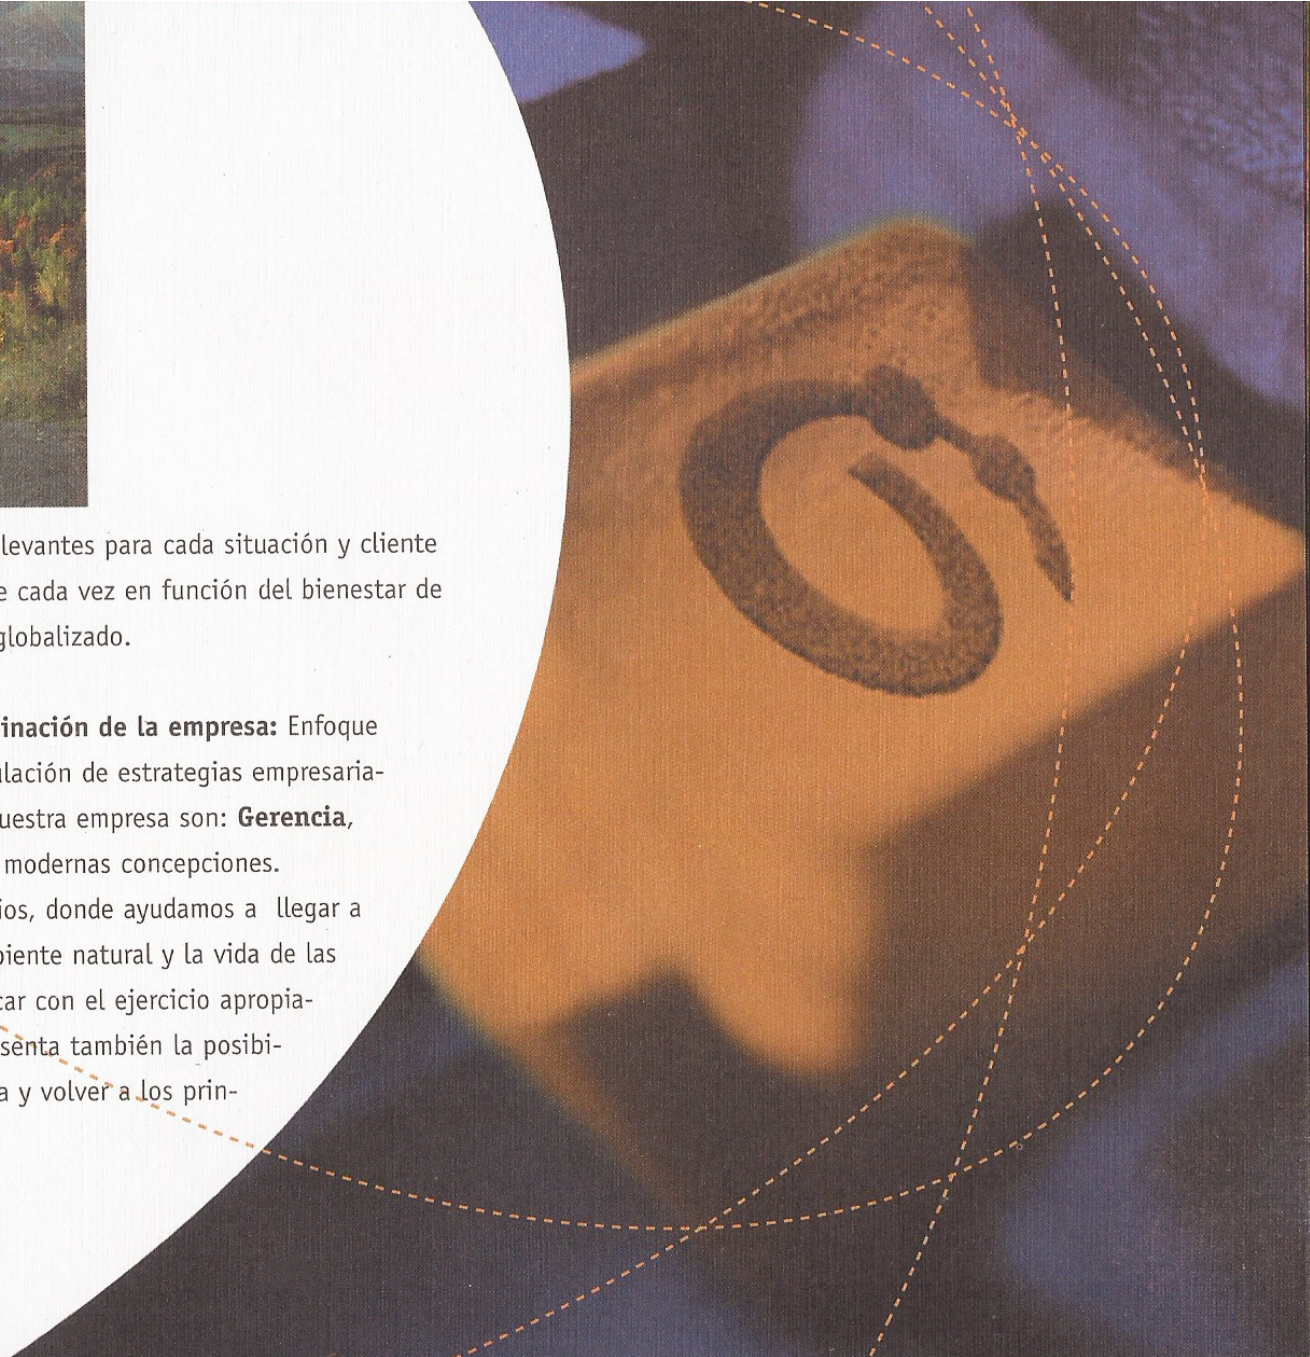 levantes para cada situación y cliente
e cada vez en función del bienestar de
globalizado.
inación de la empresa: Enfoque
ulación de estrategias empresaria-
uestra empresa son: Gerencia,
modernas concepciones.
ios, donde ayudamos a llegar a
biente natural y la vida de las
car con el ejercicio apropia-
senta también la posibi-
a y volver a los prin-